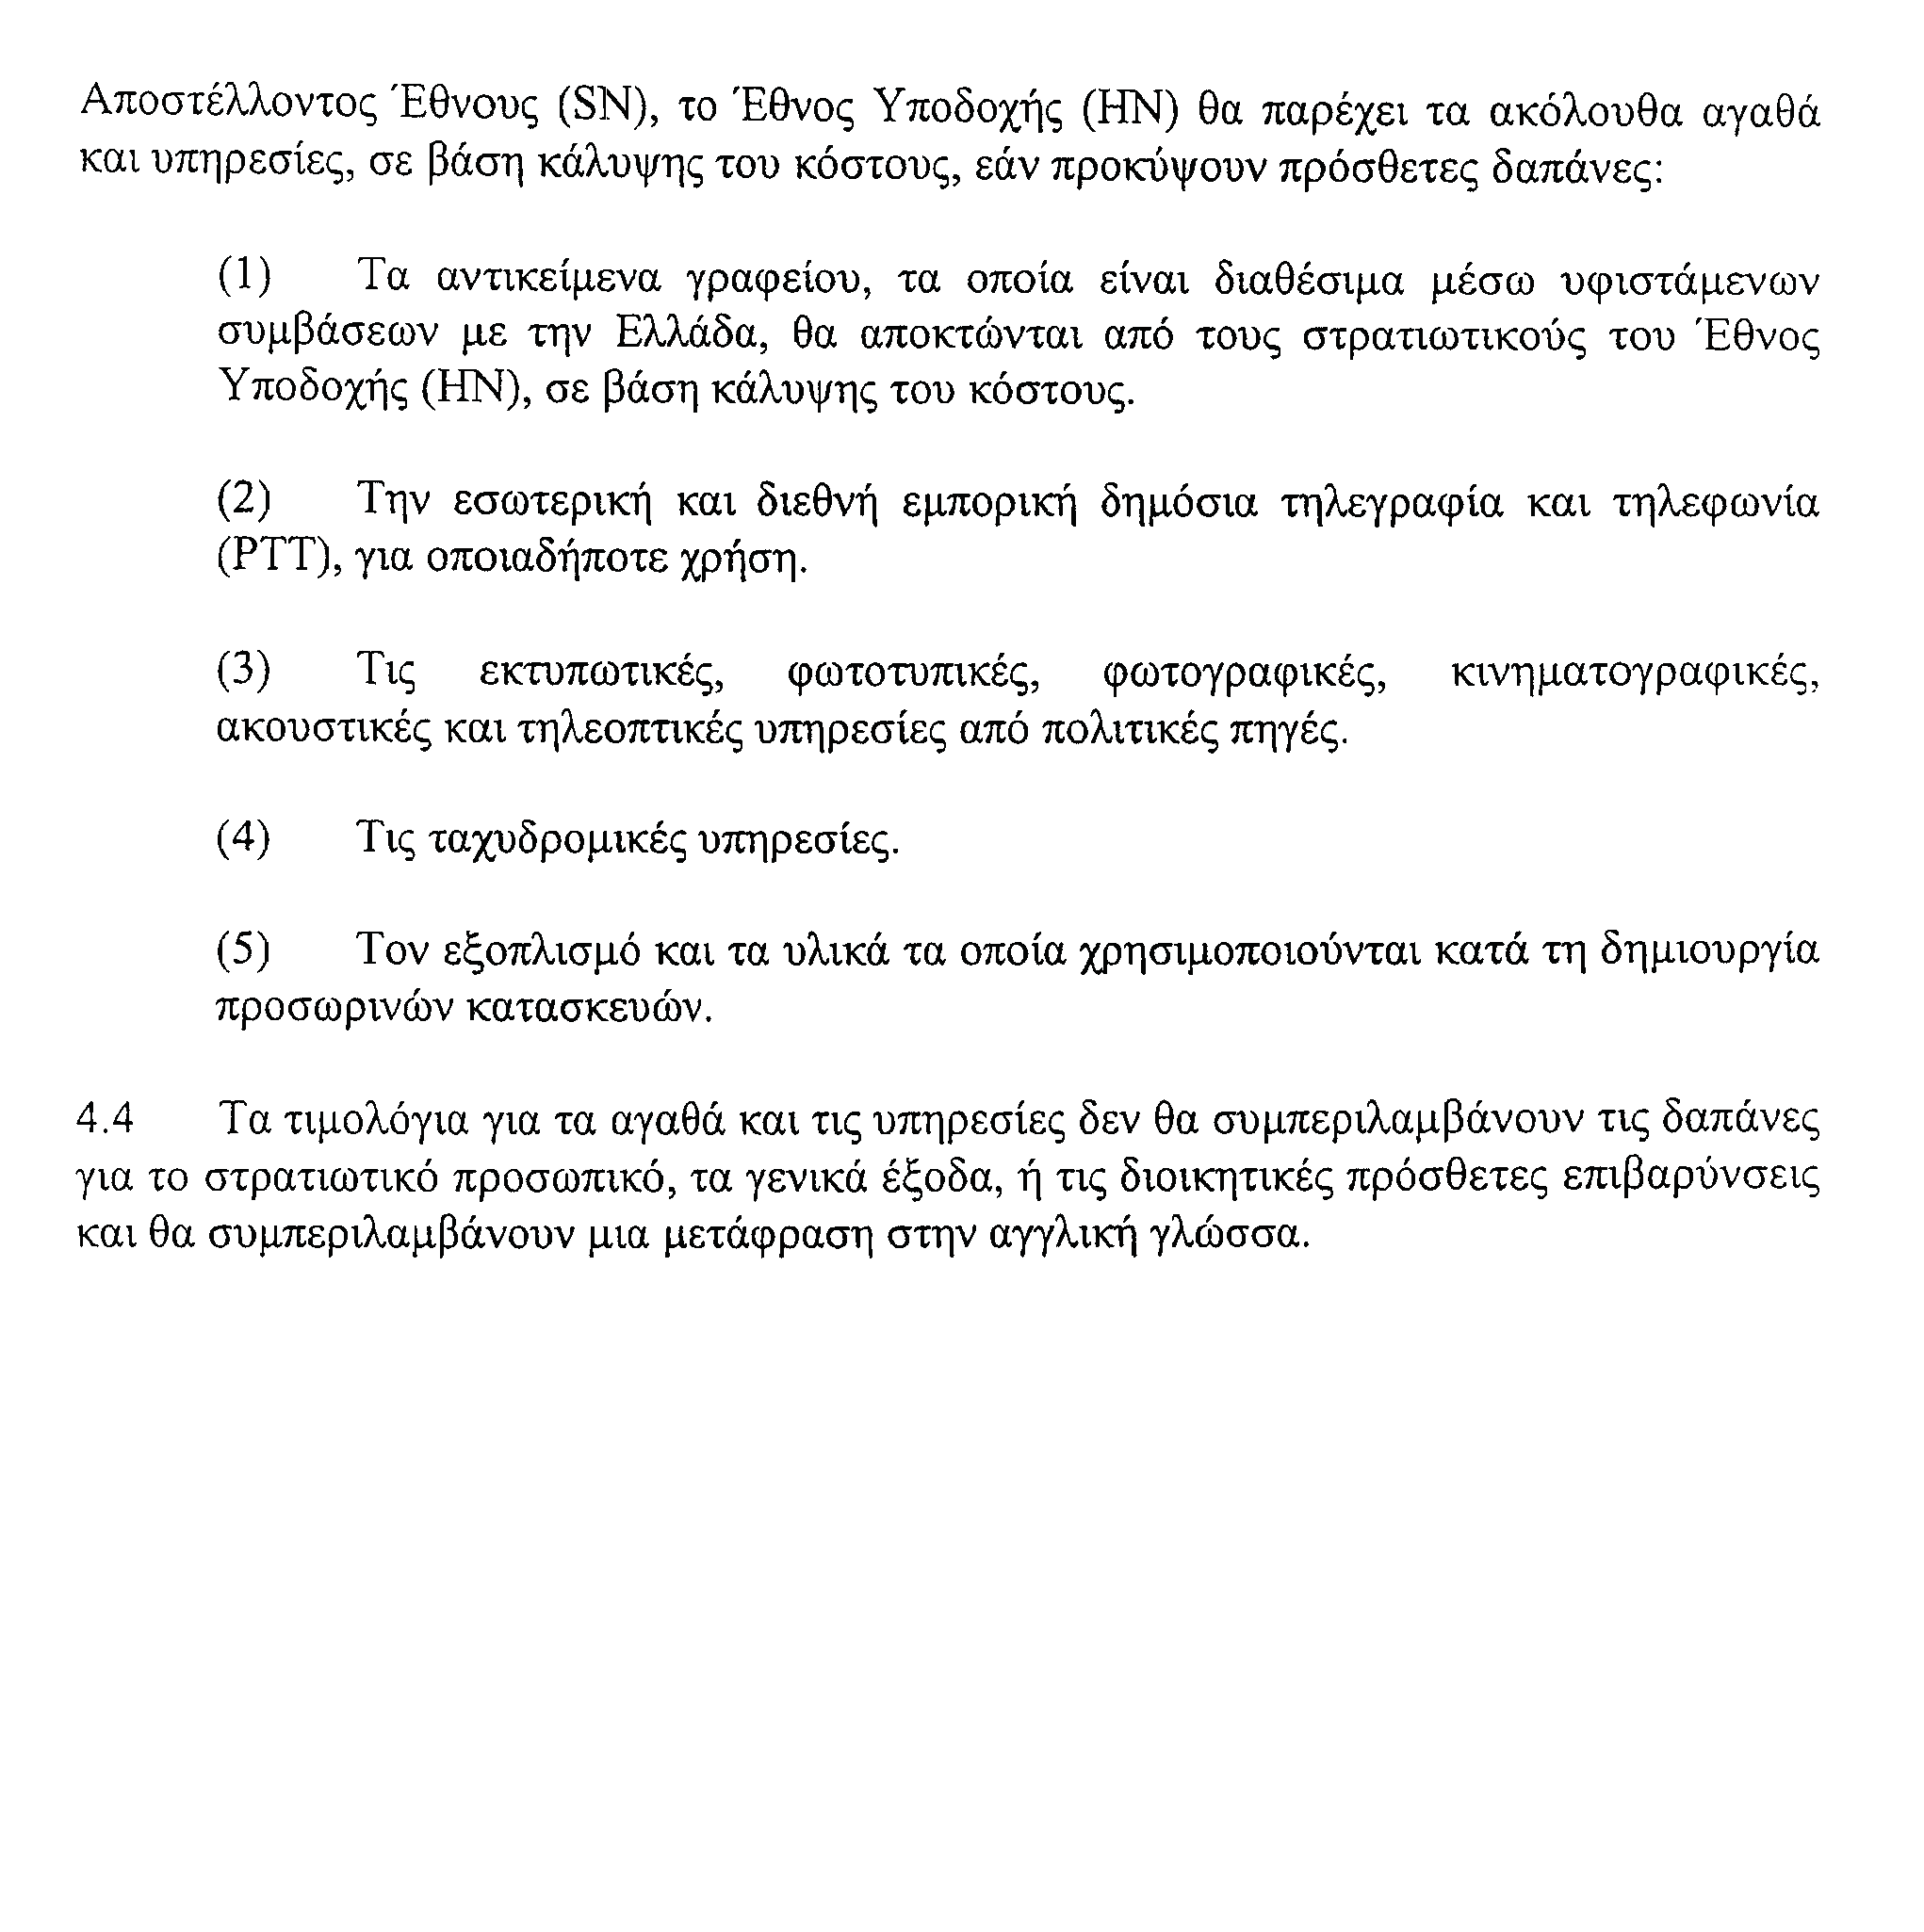 Αποστέλλοντος Έθνους (SN), το Έθνος Υποδοχής (HN) θα παρέχει τα ακόλουθα αγαθά
και υπηρεσίες, σε βάση κάλυψης του κόστους, εάν προκύψουν πρόσθετες δαπάνες:
(1) Τα αντικείμενα γραφείου, τα οποία είναι διαθέσιμα μέσω υφιστάμενων
συμβάσεων με την Ελλάδα, θα αποκτώνται από τους στρατιωτικούς του Έθνος
Υποδοχής (HN), σε βάση κάλυψης του κόστους.
(2) Την εσωτερική και διεθνή εμπορική δημόσια τηλεγραφία και τηλεφωνία
(PTT), για οποιαδήποτε χρήση.
(3) Τις εκτυπωτικές, φωτοτυπικές, φωτογραφικές, κινηματογραφικές,
ακουστικές και τηλεοπτικές υπηρεσίες από πολιτικές πηγές.
(4) Τις ταχυδρομικές υπηρεσίες.
(5) Τον εξοπλισμό και τα υλικά τα οποία χρησιμοποιούνται κατά τη δημιουργία
προσωρινών κατασκευών.
4.4 Τα τιμολόγια για τα αγαθά και τις υπηρεσίες δεν θα συμπεριλαμβάνουν τις δαπάνες
για το στρατιωτικό προσωπικό, τα γενικά έξοδα, ή τις διοικητικές πρόσθετες επιβαρύνσεις
και θα συμπεριλαμβάνουν μια μετάφραση στην αγγλική γλώσσα.